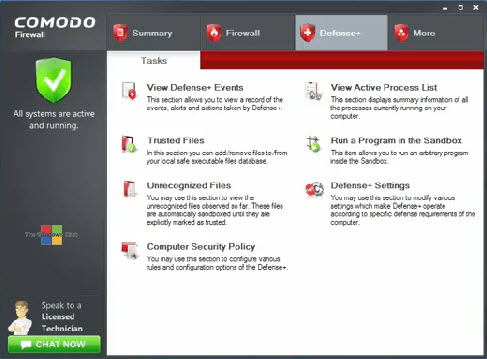 COMODO
Firewall
Summary
Firewall
Defense+
More
All systems are active
and running.
The Windows Club
Speak to a
Licensed
Technician
CHAT NOW
Tasks
View Defense+ Events
This section allows you to view a record of the
events, alerts and actions taken by Defense+.
Trusted Files
In this section you can add/remove files to/from
your local safe executable files database.
Unrecognized Files
You may use this section to view the
unrecognized files observed so far. These files
are automatically sandboxed until they are
explicitly marked as trusted.
Computer Security Policy
You may use this section to configure various
rules and configuration options of the Defense+.
View Active Process List
This section displays summary information of all
the processes currently running on your
computer.
Run a Program in the Sandbox
This item allows you to run an arbitrary program
inside the Sandbox.
Defense+ Settings
You may use this section to modify various
settings which make Defense+ operate
according to specific defense requirements of the
computer.